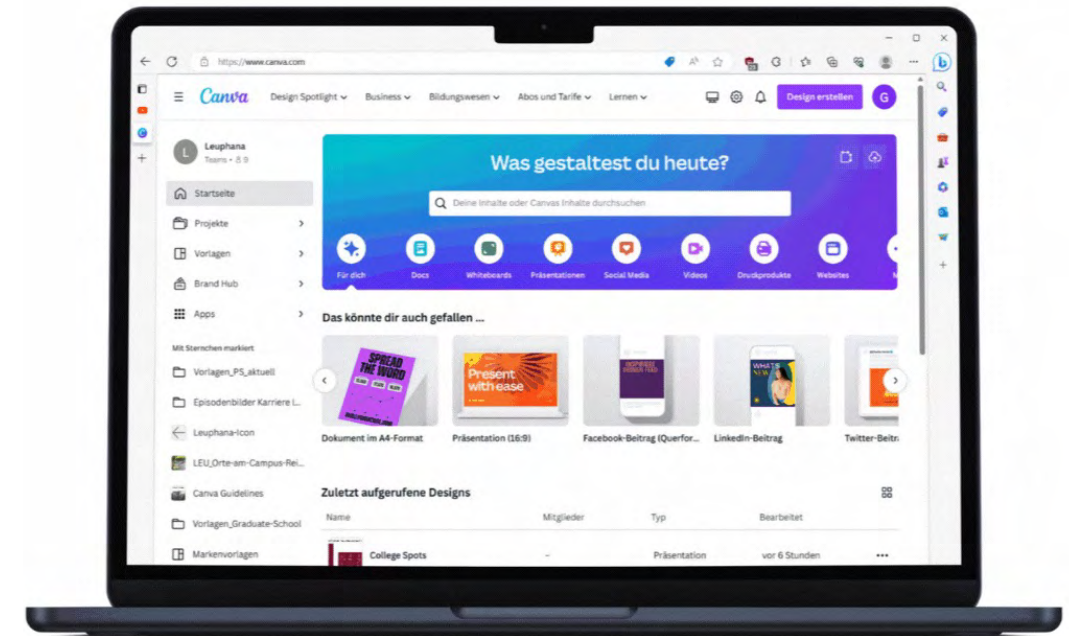 https://www.canva.com
Canva
Design Spotlight
Business
Bildungswesen
Abos und Tarife
Lernen
Design erstellen
G
L
Leuphana
Teams • 9
Startseite
Projekte
Vorlagen
Brand Hub
Apps
Mit Sternchen markiert
Vorlagen_PS_aktuell
Episodenbilder Karriere I...
Leuphana-Icon
LEU_Orte-am-Campus-Rei...
Canva Guidelines
Vorlagen_Graduate-School
Markenvorlagen
Was gestaltest du heute?
Deine Inhalte oder Canvas Inhalte durchsuchen
Für dich
Docs
Whiteboards
Präsentationen
Social Media
Videos
Druckprodukte
Websites
Das könnte dir auch gefallen ...
SPREAD
THE WORD
Present
with ease
WHAT'S
NEW
Dokument im A4-Format
Präsentation (16:9)
Facebook-Beitrag (Querfor...
LinkedIn-Beitrag
Twitter-Beitra
Zuletzt aufgerufene Designs
Name
Mitglieder
Typ
Bearbeitet
College Spots
–
Präsentation
vor 6 Stunden